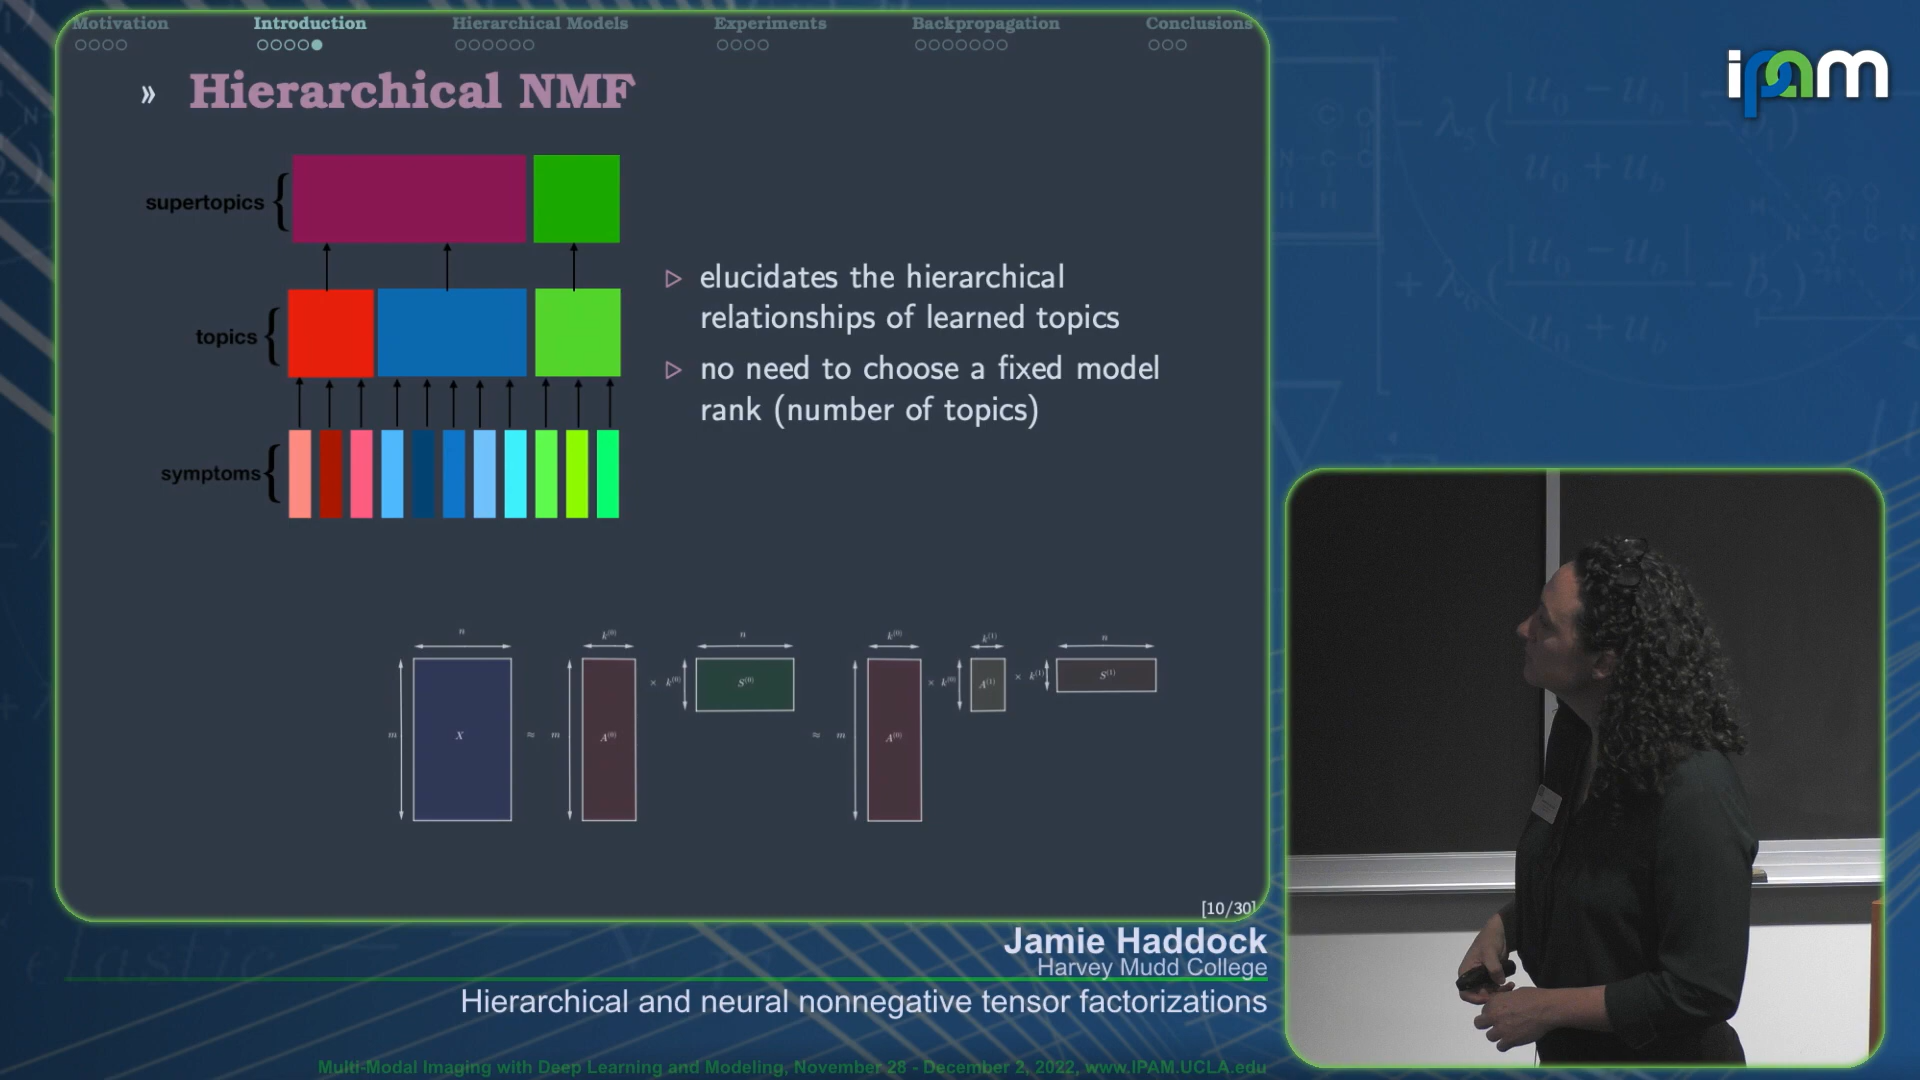 Motivation Introduction Hierarchical Models Experiments Backpropagation Conclusions
» Hierarchical NMF
supertopics
topics
symptoms
▷ elucidates the hierarchical
relationships of learned topics
▷ no need to choose a fixed model
rank (number of topics)
n k⁽⁰⁾ n k⁽⁰⁾ k⁽¹⁾ n
m X ≈ m A⁽⁰⁾ × k⁽⁰⁾ S⁽⁰⁾ ≈ m A⁽⁰⁾ × k⁽⁰⁾ A⁽¹⁾ × k⁽¹⁾ S⁽¹⁾
[10/30]
ipam
Jamie Haddock
Harvey Mudd College
Hierarchical and neural nonnegative tensor factorizations
Multi-Modal Imaging with Deep Learning and Modeling, November 28 - December 2, 2022, www.IPAM.UCLA.edu